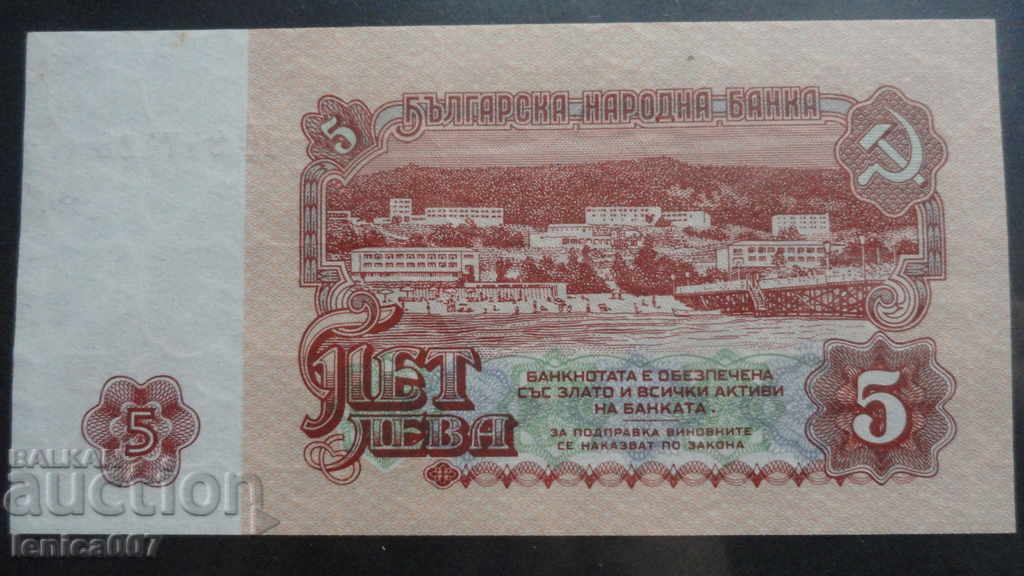 БЪЛГАРСКА НАРОДНА БАНКА
5
ПЕТ
ЛЕВА
БАНКНОТАТА Е ОБЕЗПЕЧЕНА
СЪС ЗЛАТО И ВСИЧКИ АКТИВИ
НА БАНКАТА.
ЗА ПОДПРАВКА ВИНОВНИТЕ
СЕ НАКАЗВАТ ПО ЗАКОНА
5
5
BALKAN
auction
lenica007